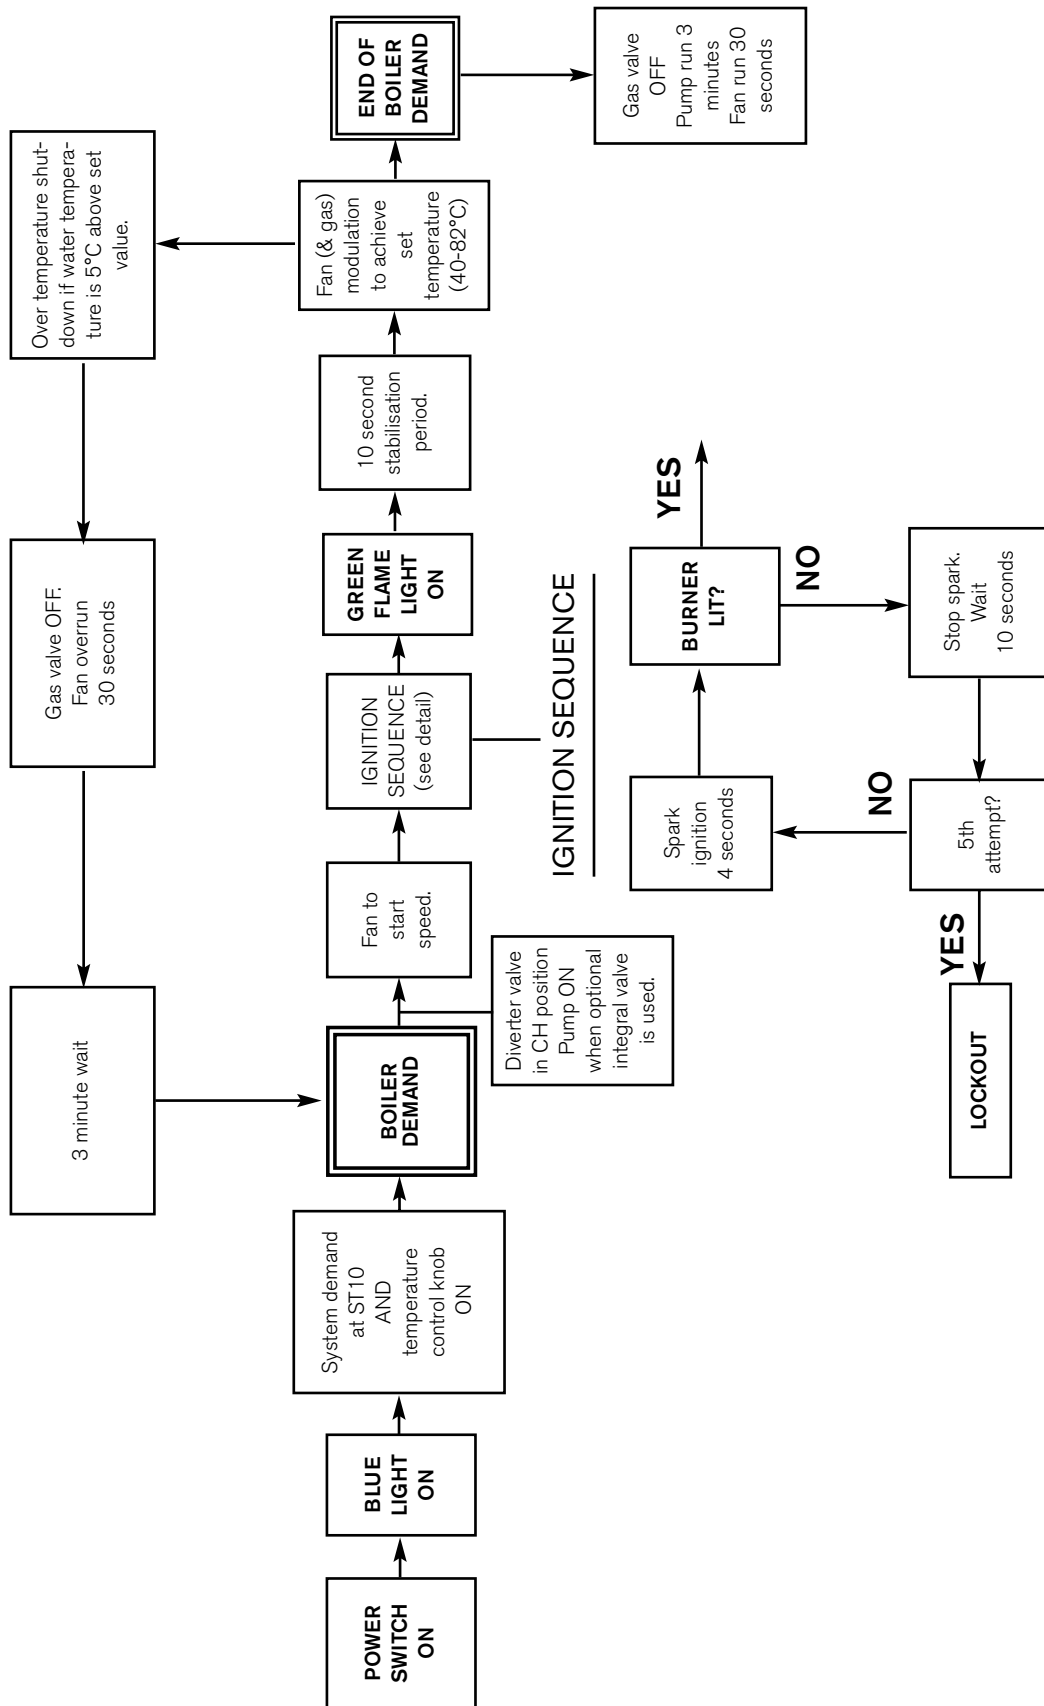 Over temperature shut-
down if water tempera-
ture is 5°C above set
value.
Gas valve OFF.
Fan overrun
30 seconds
3 minute wait
POWER
SWITCH
ON
BLUE
LIGHT
ON
System demand
at ST10
AND
temperature
control knob
ON
BOILER
DEMAND
Diverter valve
in CH position
Pump ON
when optional
integral valve
is used.
Fan to
start
speed.
IGNITION
SEQUENCE
(see detail)
GREEN
FLAME
LIGHT
ON
10 second
stabilisation
period.
Fan (& gas)
modulation
to achieve
set
temperature
(40-82°C)
END OF
BOILER
DEMAND
Gas valve
OFF
Pump run 3
minutes
Fan run 30
seconds
IGNITION SEQUENCE
Spark
ignition
4 seconds
BURNER
LIT?
YES
NO
Stop spark.
Wait
10 seconds
5th
attempt?
NO
YES
LOCKOUT